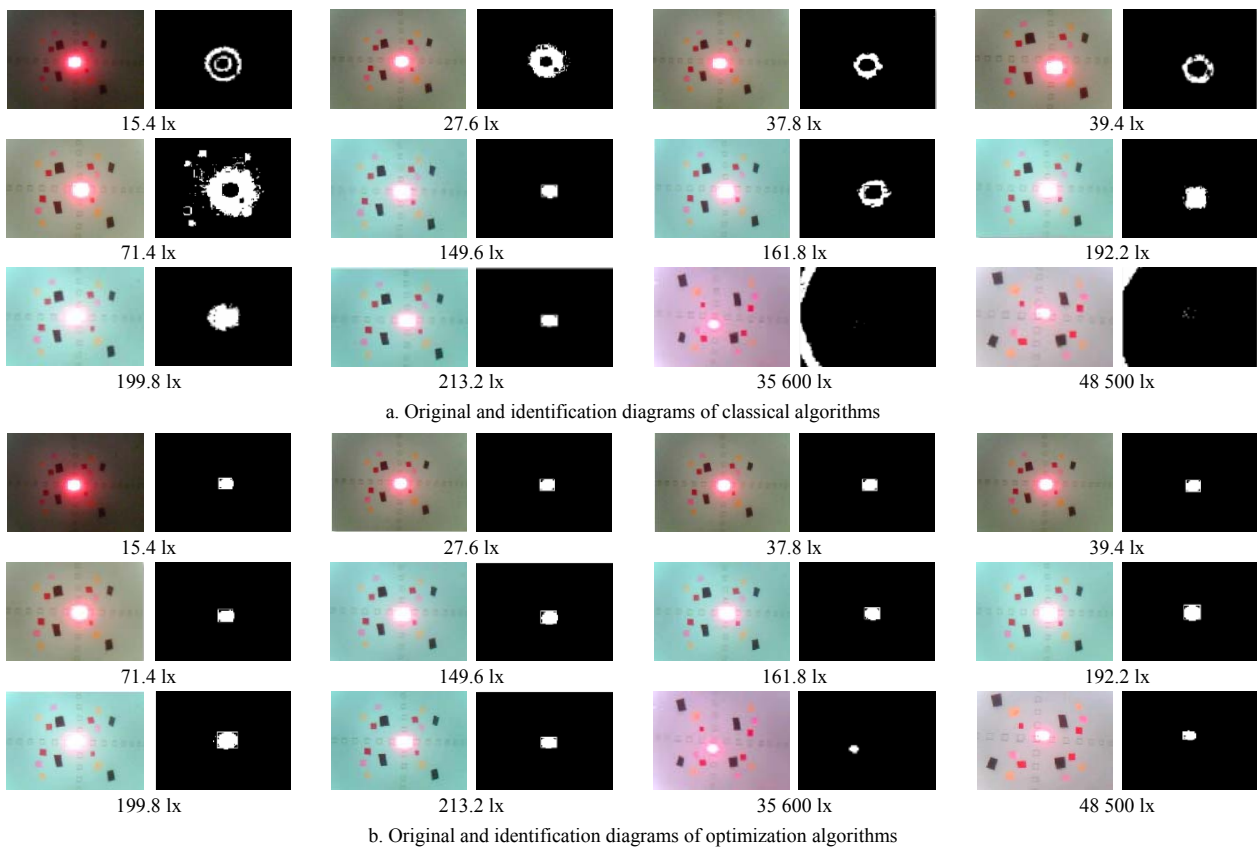 15.4 lx 27.6 lx 37.8 lx 39.4 lx
71.4 lx 149.6 lx 161.8 lx 192.2 lx
199.8 lx 213.2 lx 35 600 lx 48 500 lx
a. Original and identification diagrams of classical algorithms
15.4 lx 27.6 lx 37.8 lx 39.4 lx
71.4 lx 149.6 lx 161.8 lx 192.2 lx
199.8 lx 213.2 lx 35 600 lx 48 500 lx
b. Original and identification diagrams of optimization algorithms